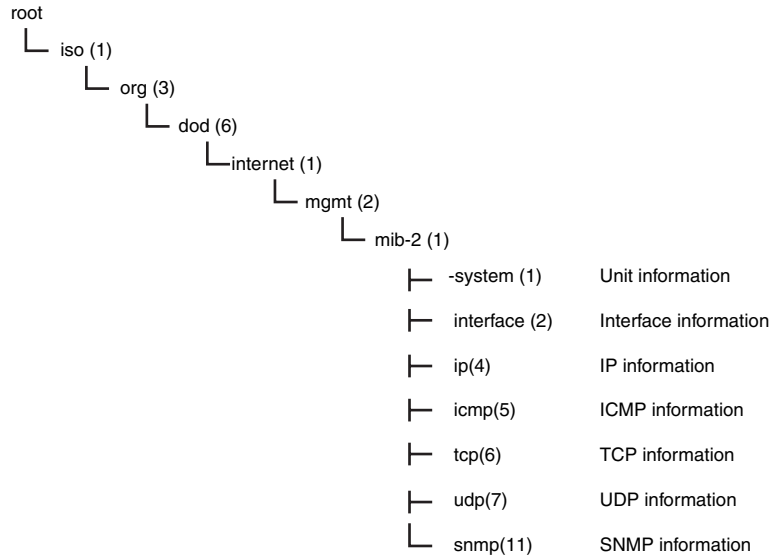 root
iso (1)
org (3)
dod (6)
internet (1)
mgmt (2)
mib-2 (1)
-system (1) Unit information
interface (2) Interface information
ip(4) IP information
icmp(5) ICMP information
tcp(6) TCP information
udp(7) UDP information
snmp(11) SNMP information